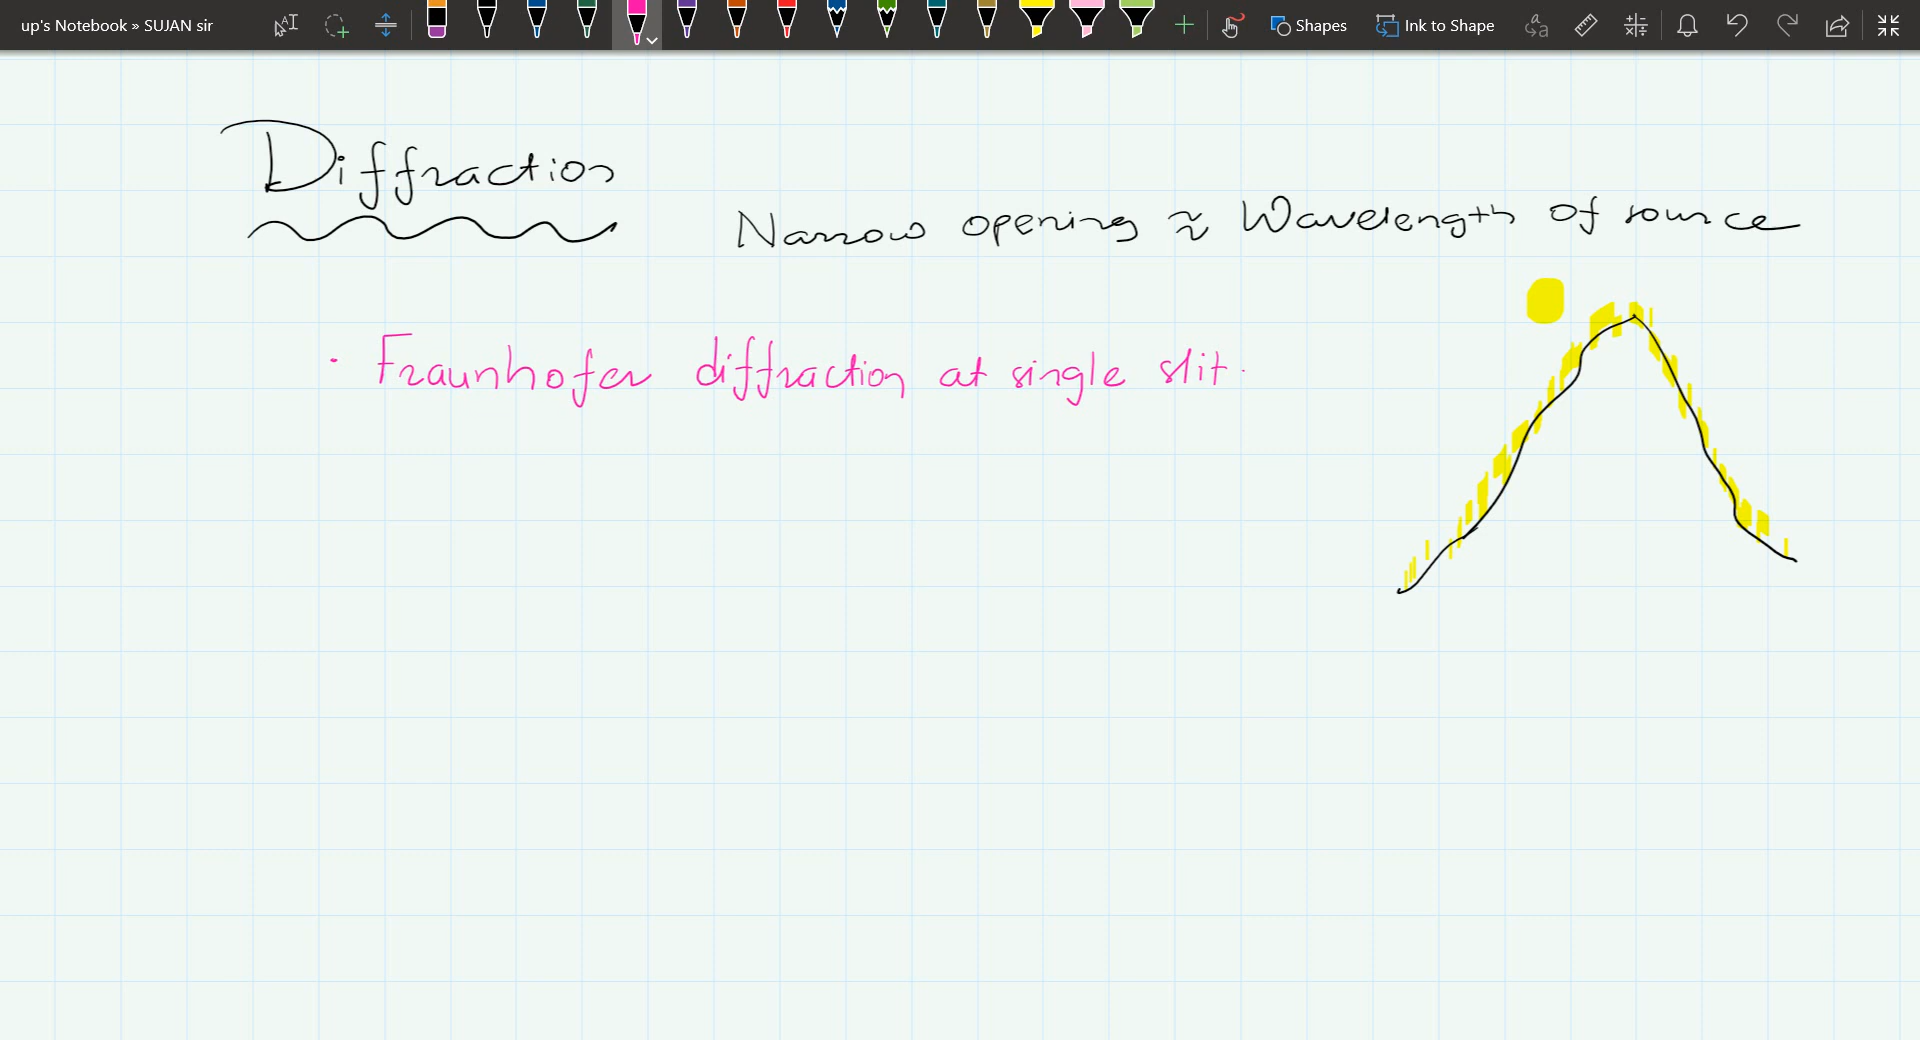 up's Notebook » SUJAN sir
Shapes
Ink to Shape
Diffraction
Narrow opening ≈ Wavelength of source
· Fraunhofer diffraction at single slit.